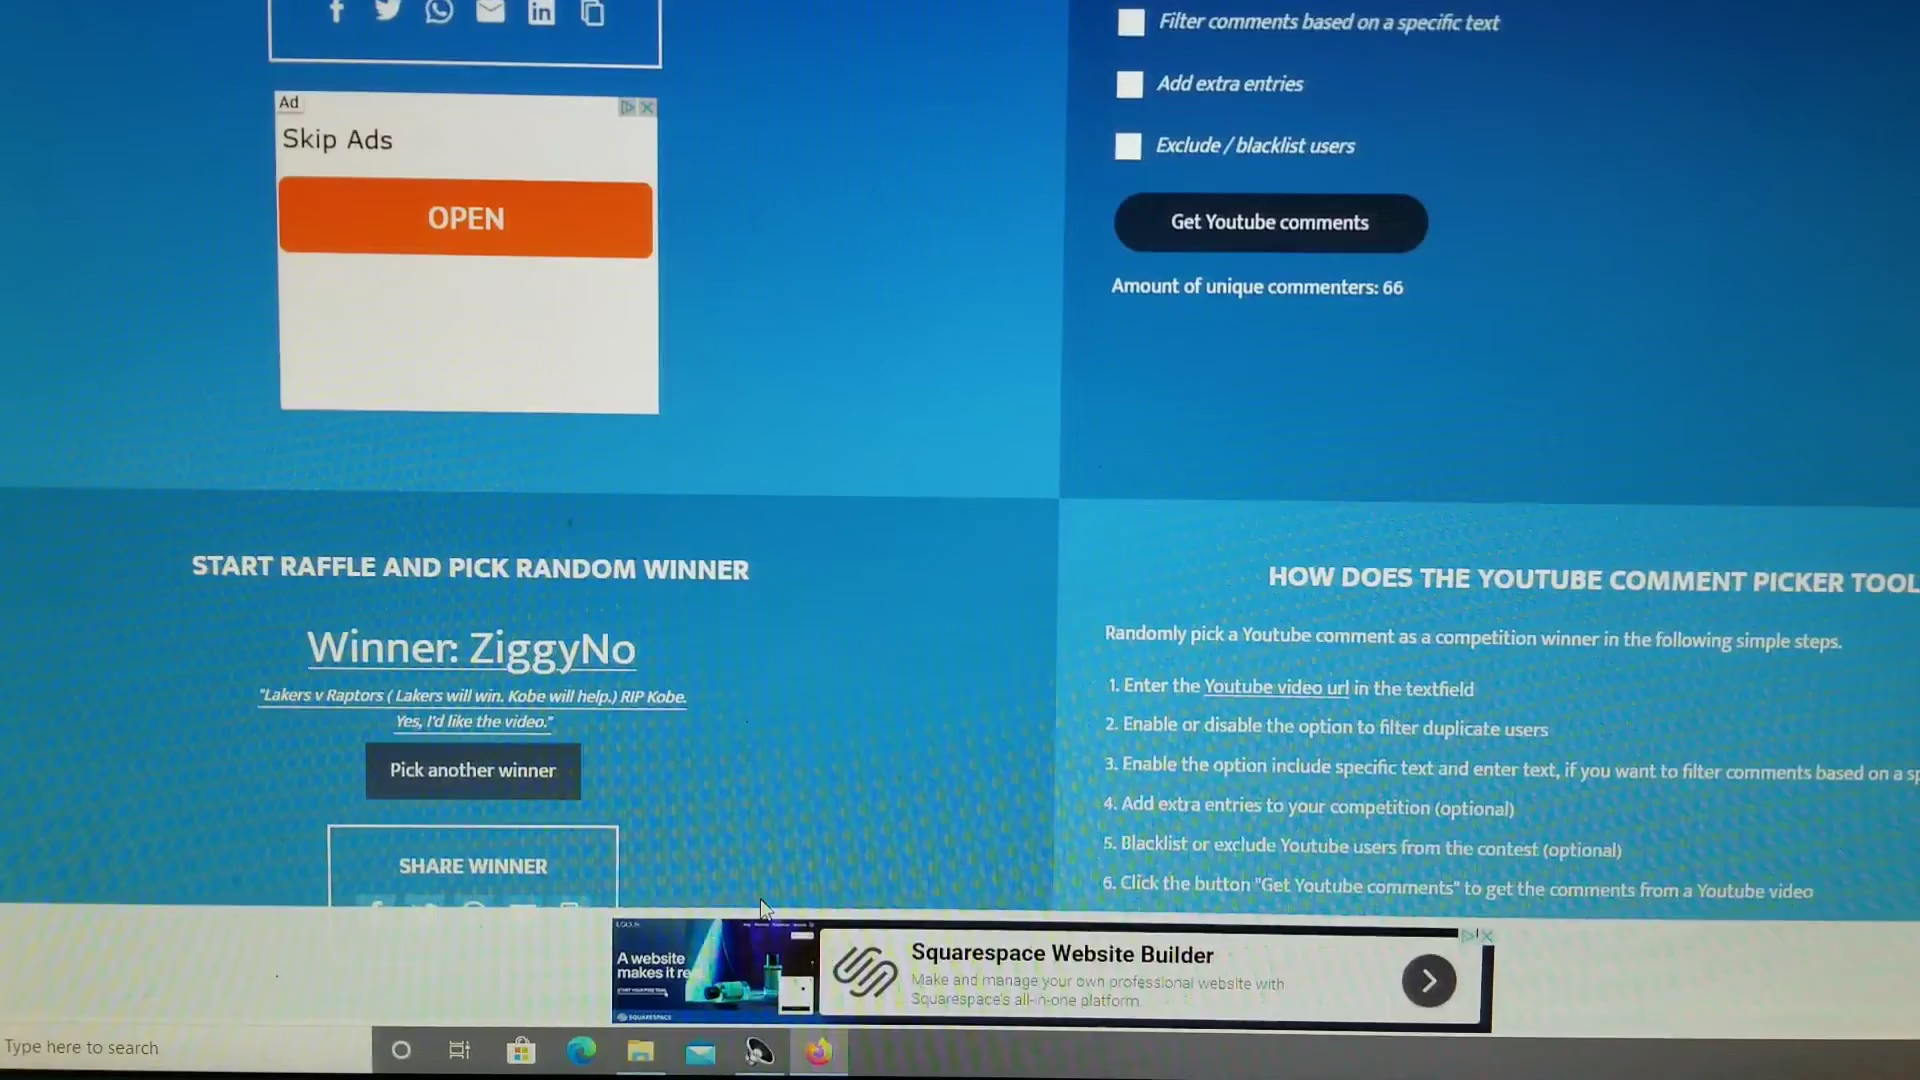 Filter comments based on a specific text
Add extra entries
Exclude / blacklist users
Get Youtube comments
Amount of unique commenters: 66
Ad
Skip Ads
OPEN
START RAFFLE AND PICK RANDOM WINNER
Winner: ZiggyNo
"Lakers v Raptors ( Lakers will win. Kobe will help.) RIP Kobe.
Yes, I'd like the video."
Pick another winner
SHARE WINNER
HOW DOES THE YOUTUBE COMMENT PICKER TOOL
Randomly pick a Youtube comment as a competition winner in the following simple steps.
1. Enter the Youtube video url in the textfield
2. Enable or disable the option to filter duplicate users
3. Enable the option include specific text and enter text, if you want to filter comments based on a sp
4. Add extra entries to your competition (optional)
5. Blacklist or exclude Youtube users from the contest (optional)
6. Click the button "Get Youtube comments" to get the comments from a Youtube video
A website
makes it re
SQUARESPACE
Squarespace Website Builder
Make and manage your own professional website with
Squarespace's all-in-one platform.
Type here to search